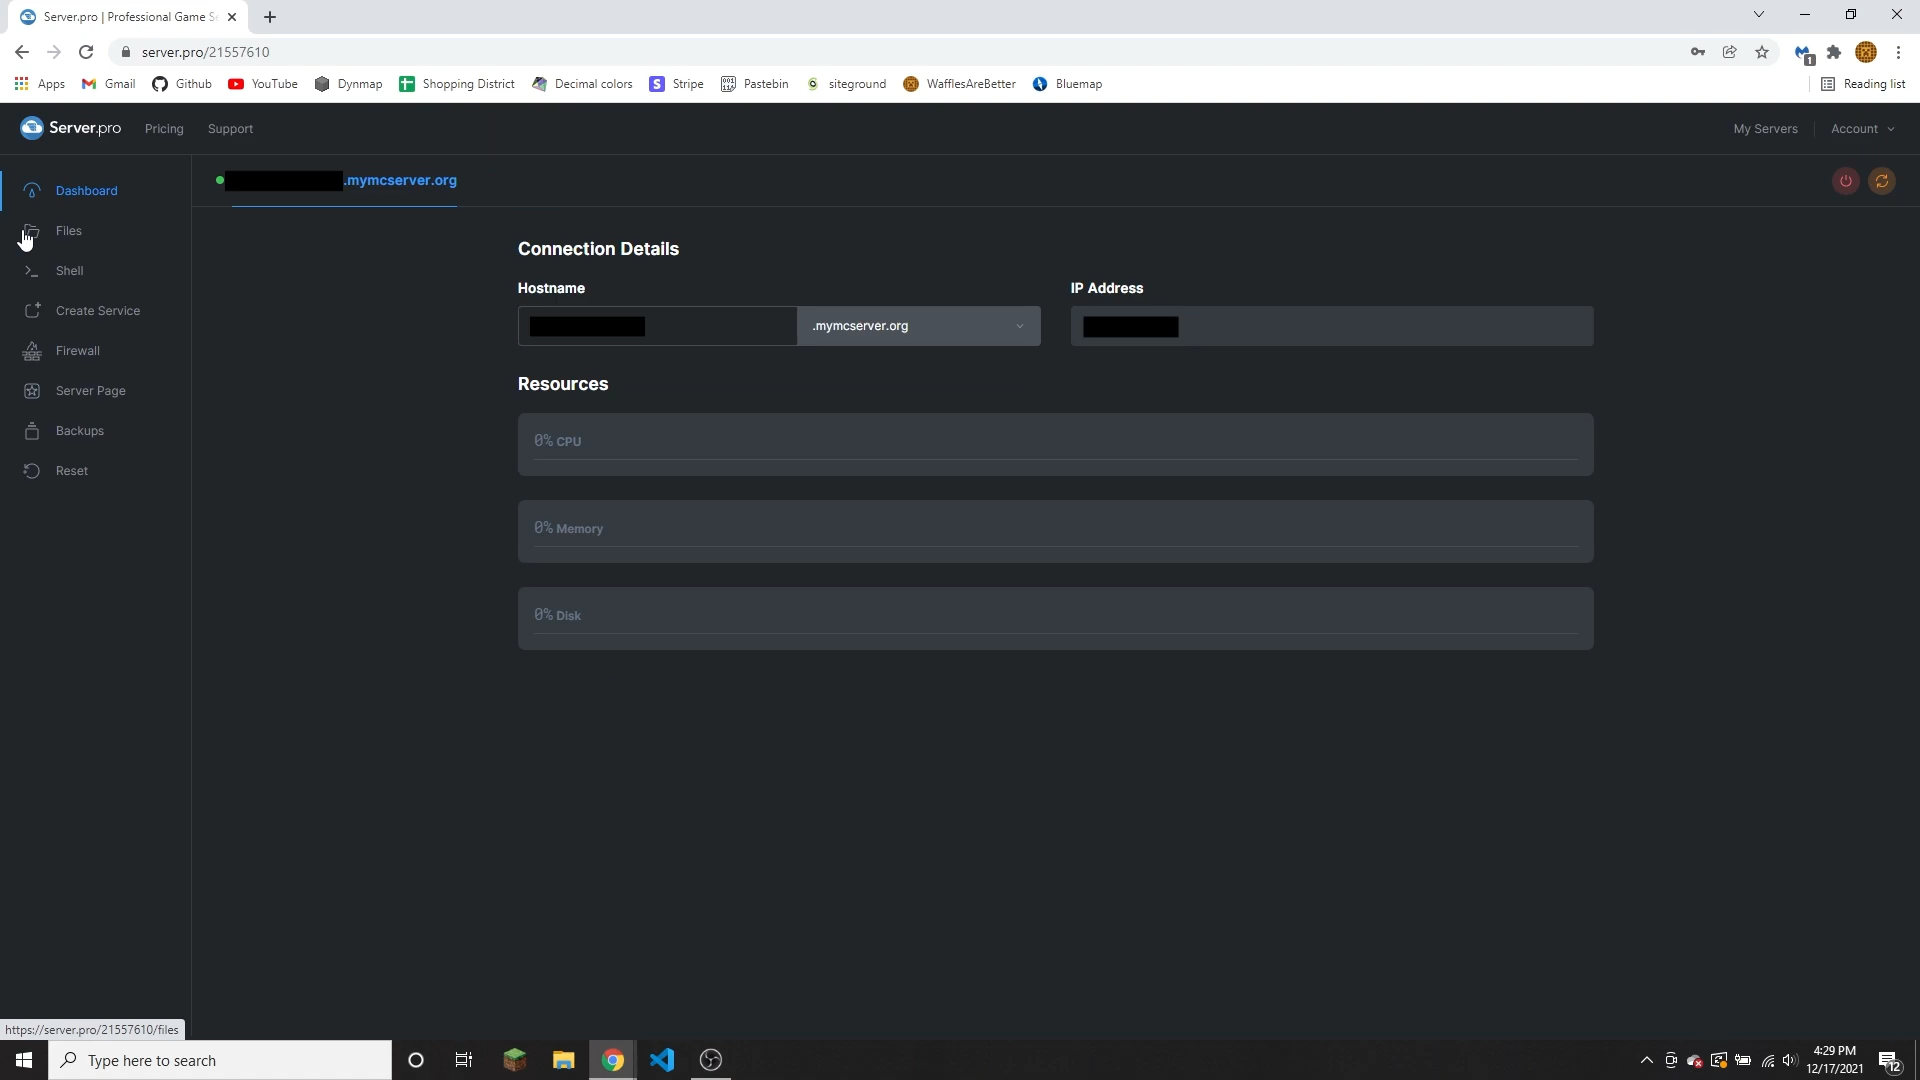 Server.pro | Professional Game Se
server.pro/21557610
1
Apps
Gmail
Github
YouTube
Dynmap
Shopping District
Decimal colors
Stripe
Pastebin
siteground
WafflesAreBetter
Bluemap
Reading list
Server.pro
Pricing
Support
My Servers
Account
Dashboard
Files
Shell
Create Service
Firewall
Server Page
Backups
Reset
.mymcserver.org
Connection Details
Hostname
IP Address
.mymcserver.org
Resources
0% CPU
0% Memory
0% Disk
https://server.pro/21557610/files
Type here to search
4:29 PM
12/17/2021
12